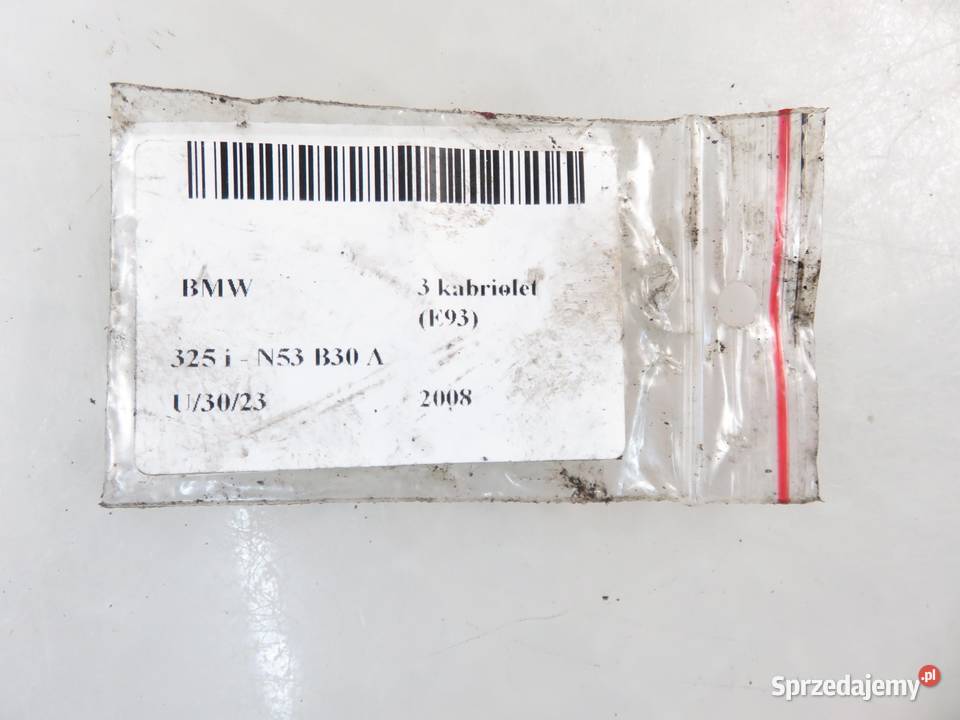 BMW 3 kabriolet
(E93)
325 i - N53 B30 A
U/30/23 2008
Sprzedajemy.pl